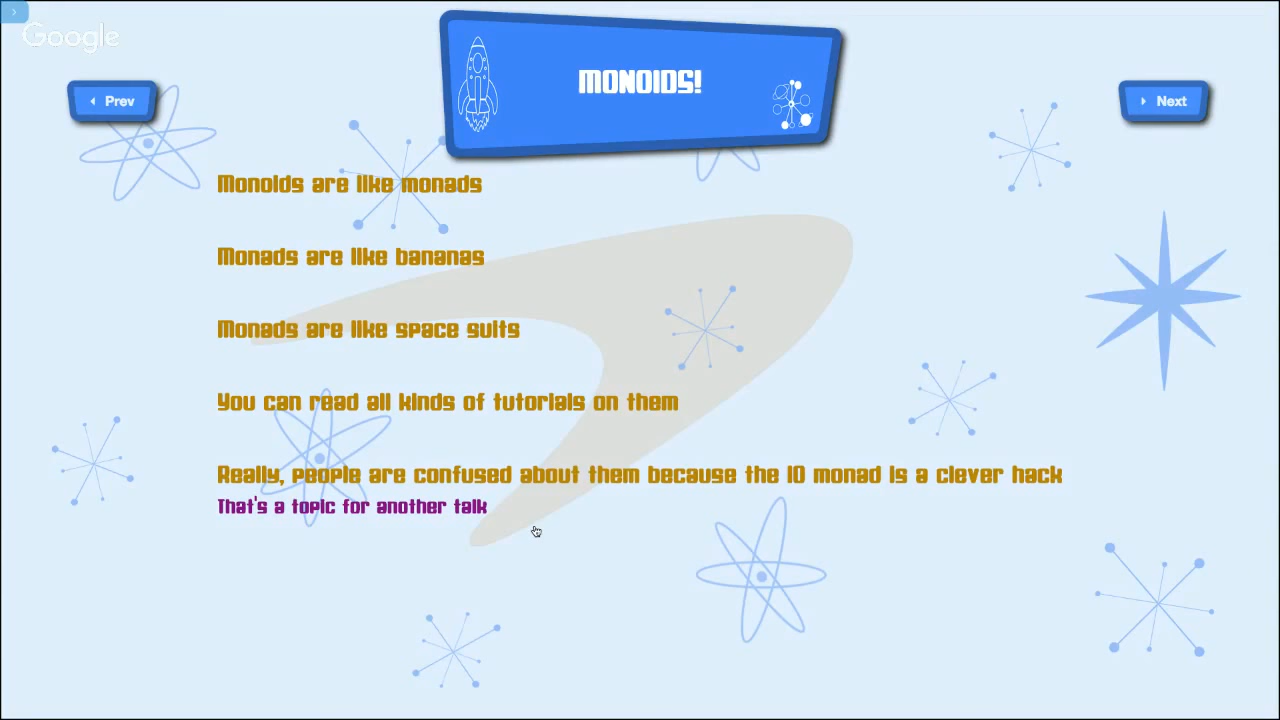 Google
MONOIDS!
Prev
Next
Monoids are like monads
Monads are like bananas
Monads are like space suits
You can read all kinds of tutorials on them
Really, people are confused about them because the IO monad is a clever hack
That's a topic for another talk